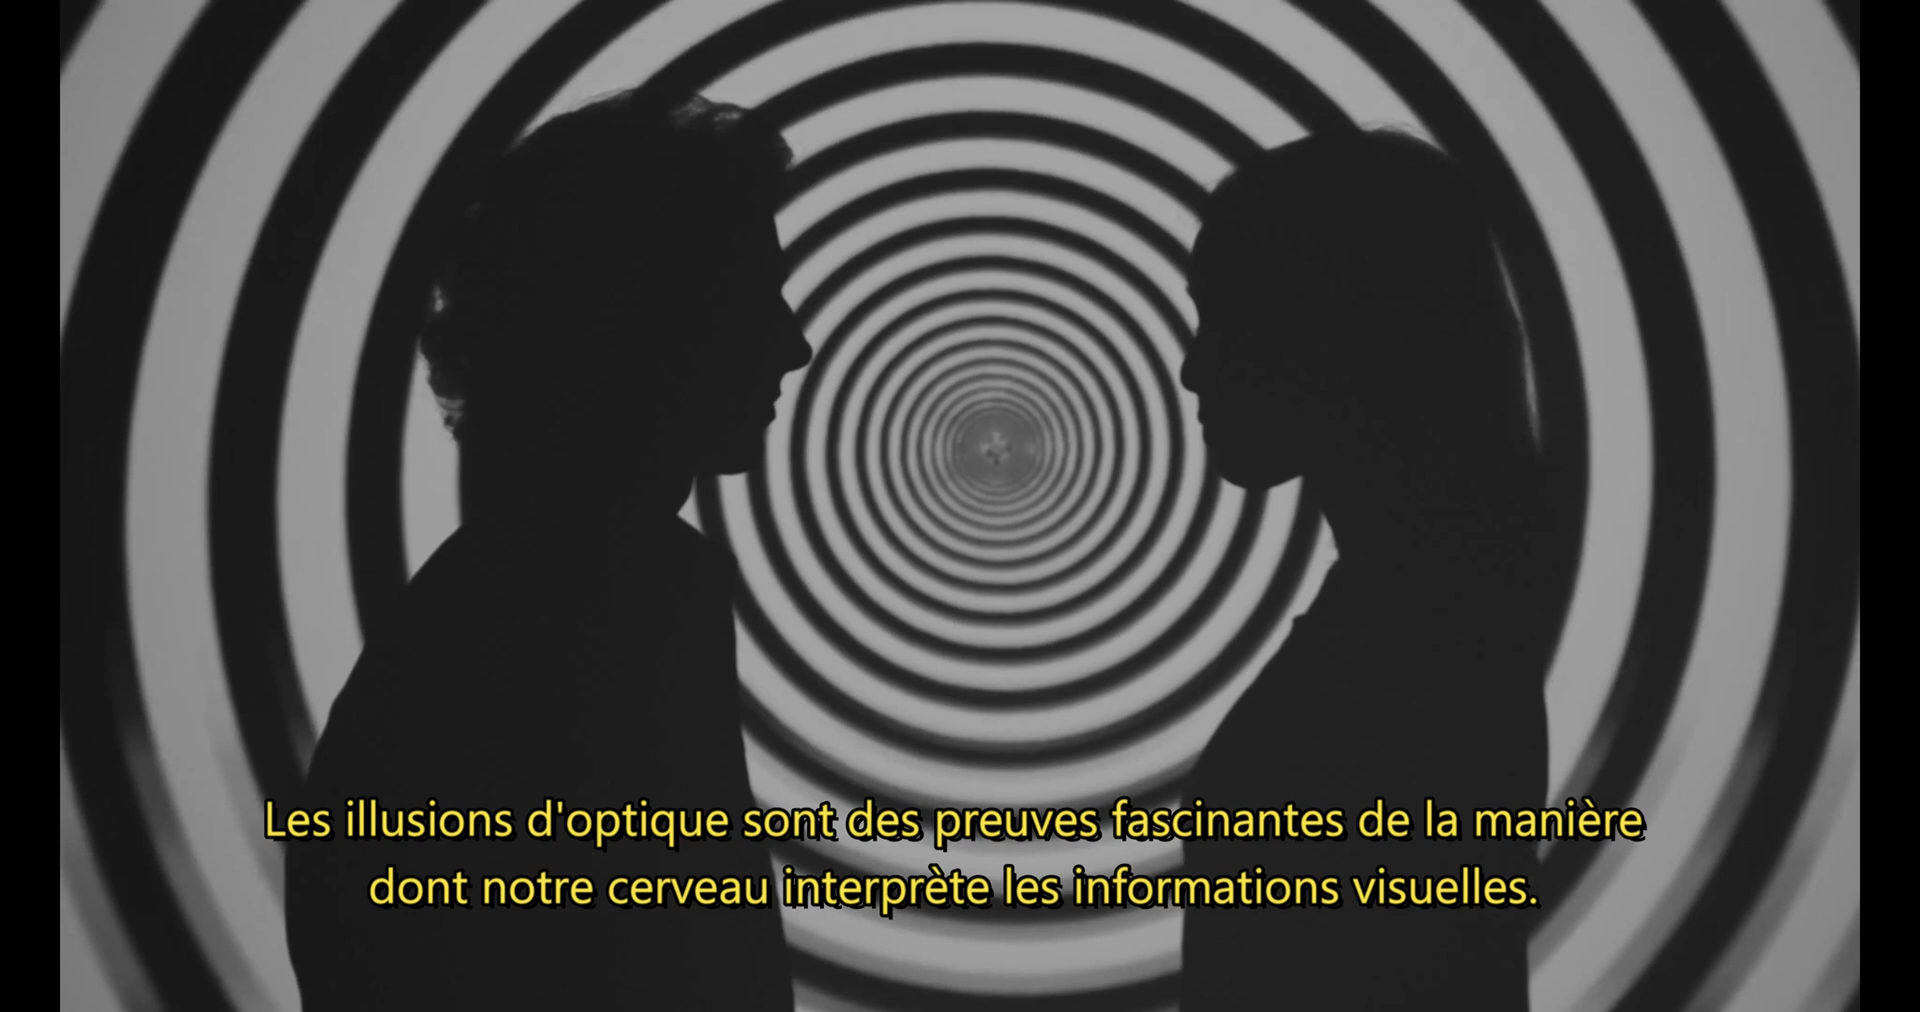 Les illusions d'optique sont des preuves fascinantes de la manière
dont notre cerveau interprète les informations visuelles.